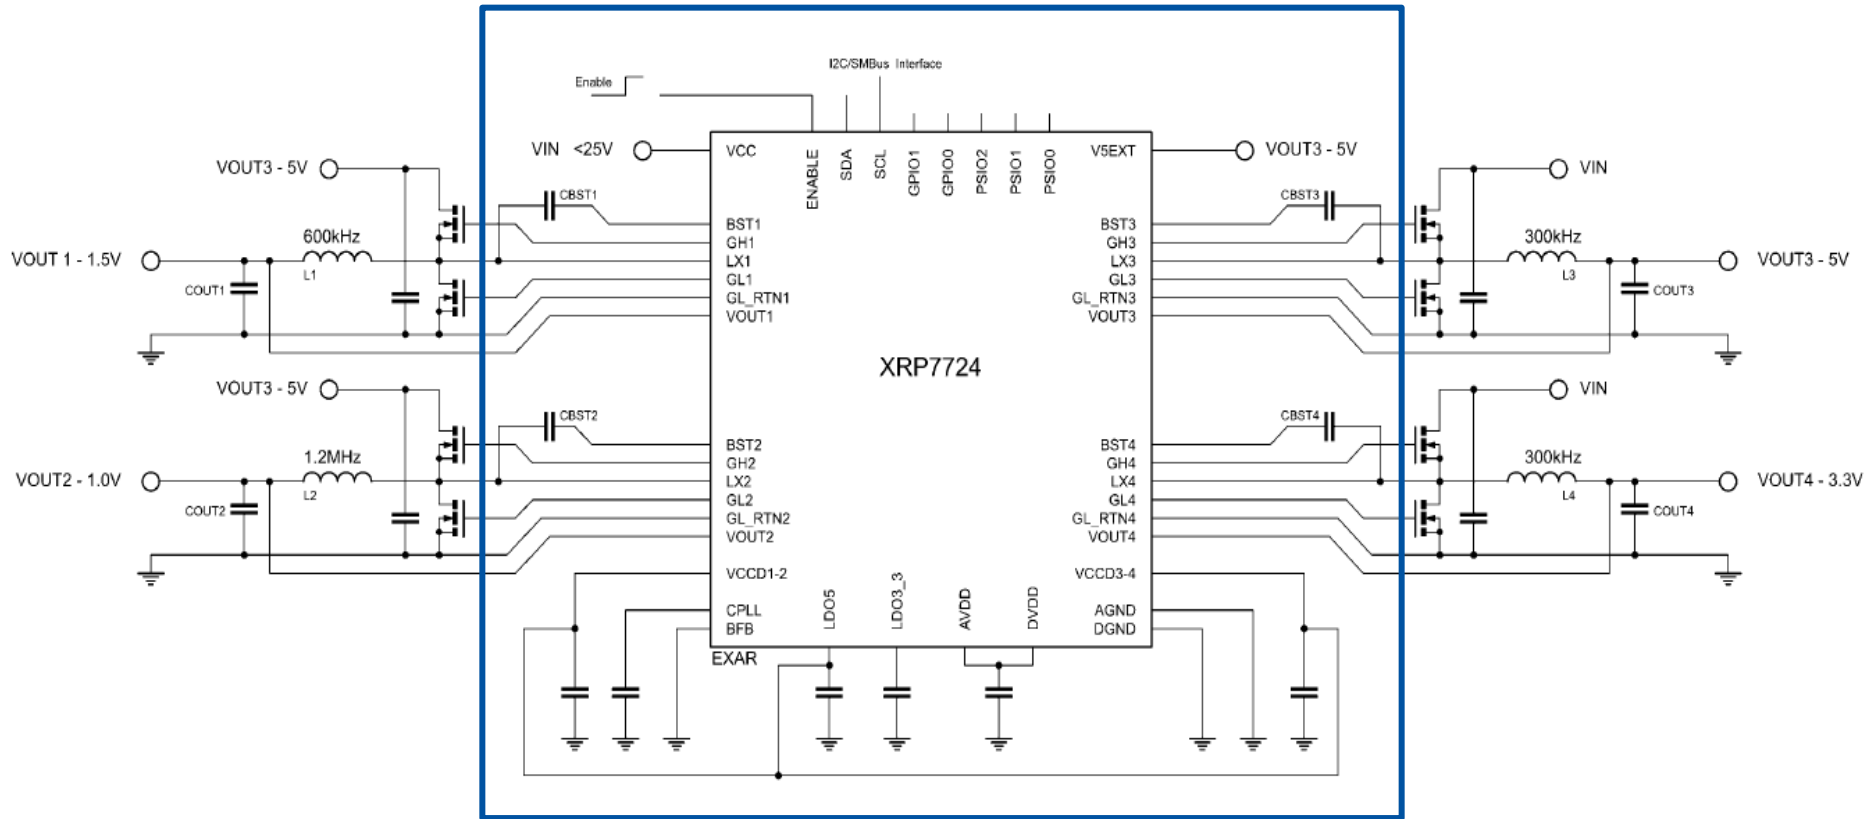 I2C/SMBus Interface
Enable
VIN <25V
VCC
ENABLE
SDA
SCL
GPIO1
GPIO0
PSIO2
PSIO1
PSIO0
V5EXT
VOUT3 - 5V
VOUT3 - 5V
CBST1
CBST3
VIN
BST1
BST3
600kHz
GH1
GH3
300kHz
VOUT 1 - 1.5V
LX1
LX3
VOUT3 - 5V
L1
L3
GL1
GL3
COUT1
COUT3
GL_RTN1
GL_RTN3
VOUT1
VOUT3
XRP7724
VOUT3 - 5V
VIN
CBST2
CBST4
BST2
BST4
1.2MHz
GH2
GH4
300kHz
VOUT2 - 1.0V
LX2
LX4
VOUT4 - 3.3V
L2
L4
GL2
GL4
COUT2
COUT4
GL_RTN2
GL_RTN4
VOUT2
VOUT4
VCCD1-2
VCCD3-4
LDO5
LDO3_3
AVDD
DVDD
CPLL
AGND
BFB
DGND
EXAR